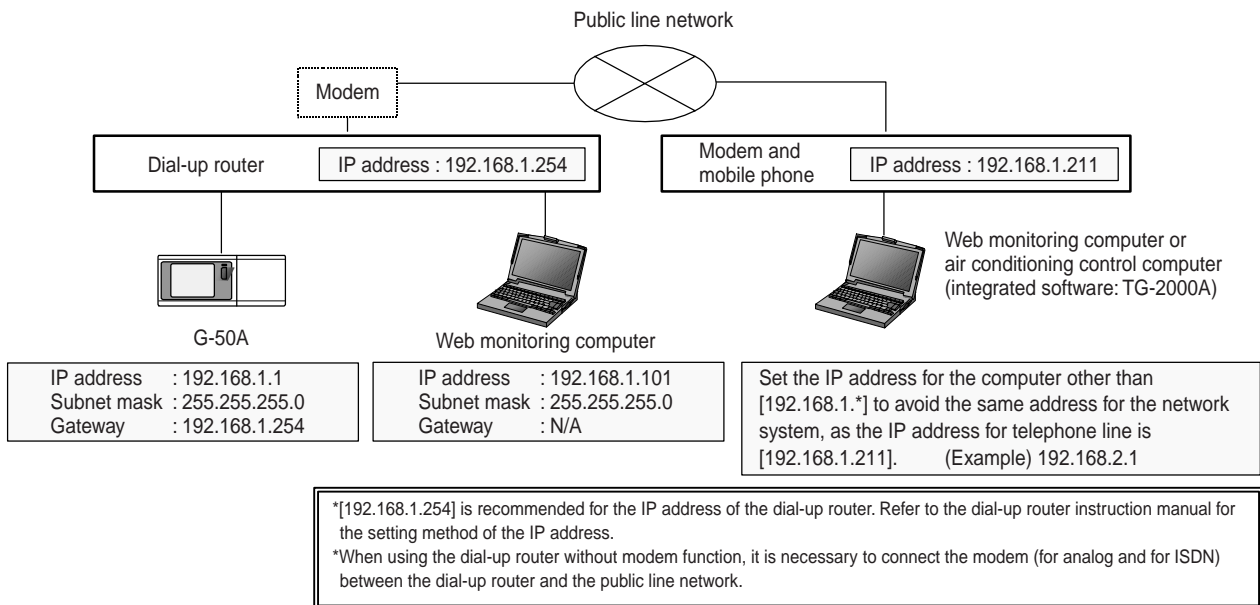 Public line network
Modem
Dial-up router
IP address : 192.168.1.254
Modem and
mobile phone
IP address : 192.168.1.211
Web monitoring computer or
air conditioning control computer
(integrated software: TG-2000A)
G-50A
Web monitoring computer
IP address : 192.168.1.1
Subnet mask : 255.255.255.0
Gateway : 192.168.1.254
IP address : 192.168.1.101
Subnet mask : 255.255.255.0
Gateway : N/A
Set the IP address for the computer other than
[192.168.1.*] to avoid the same address for the network
system, as the IP address for telephone line is
[192.168.1.211]. (Example) 192.168.2.1
*[192.168.1.254] is recommended for the IP address of the dial-up router. Refer to the dial-up router instruction manual for
the setting method of the IP address.
*When using the dial-up router without modem function, it is necessary to connect the modem (for analog and for ISDN)
between the dial-up router and the public line network.